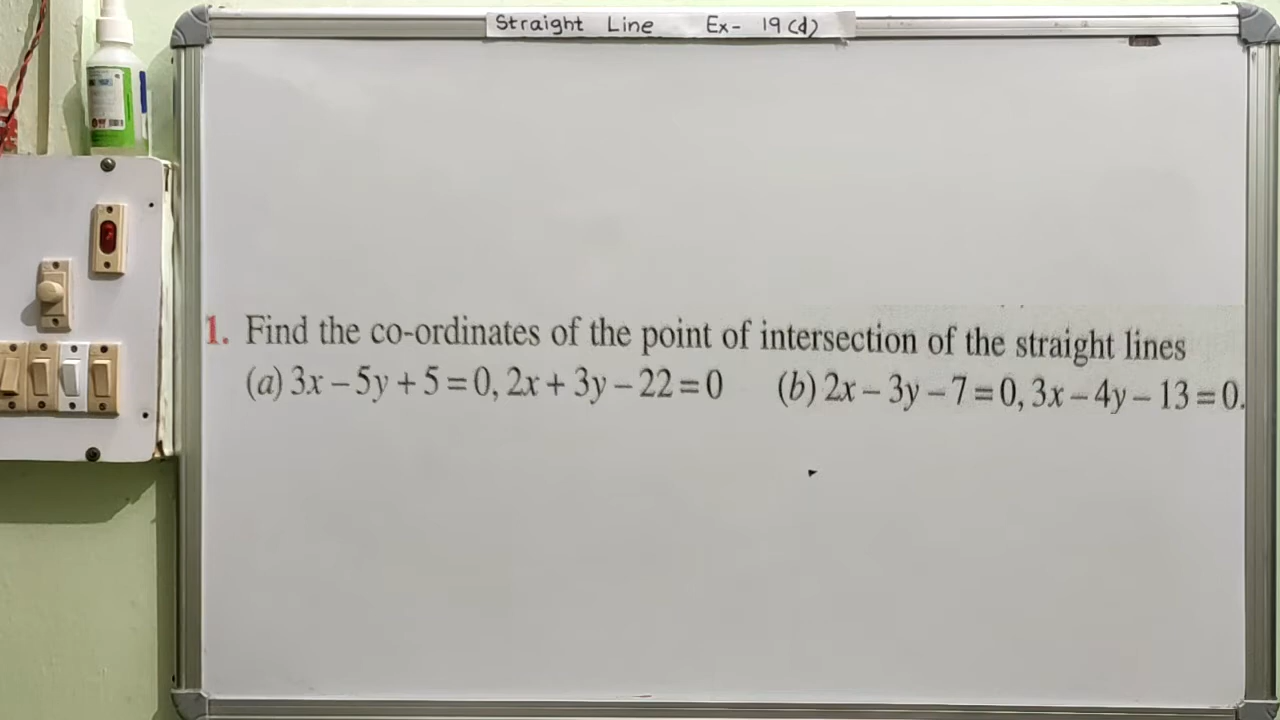 Straight Line Ex- 19(d)
1. Find the co-ordinates of the point of intersection of the straight lines
(a) 3x – 5y + 5 = 0, 2x + 3y – 22 = 0 (b) 2x – 3y – 7 = 0, 3x – 4y – 13 = 0.